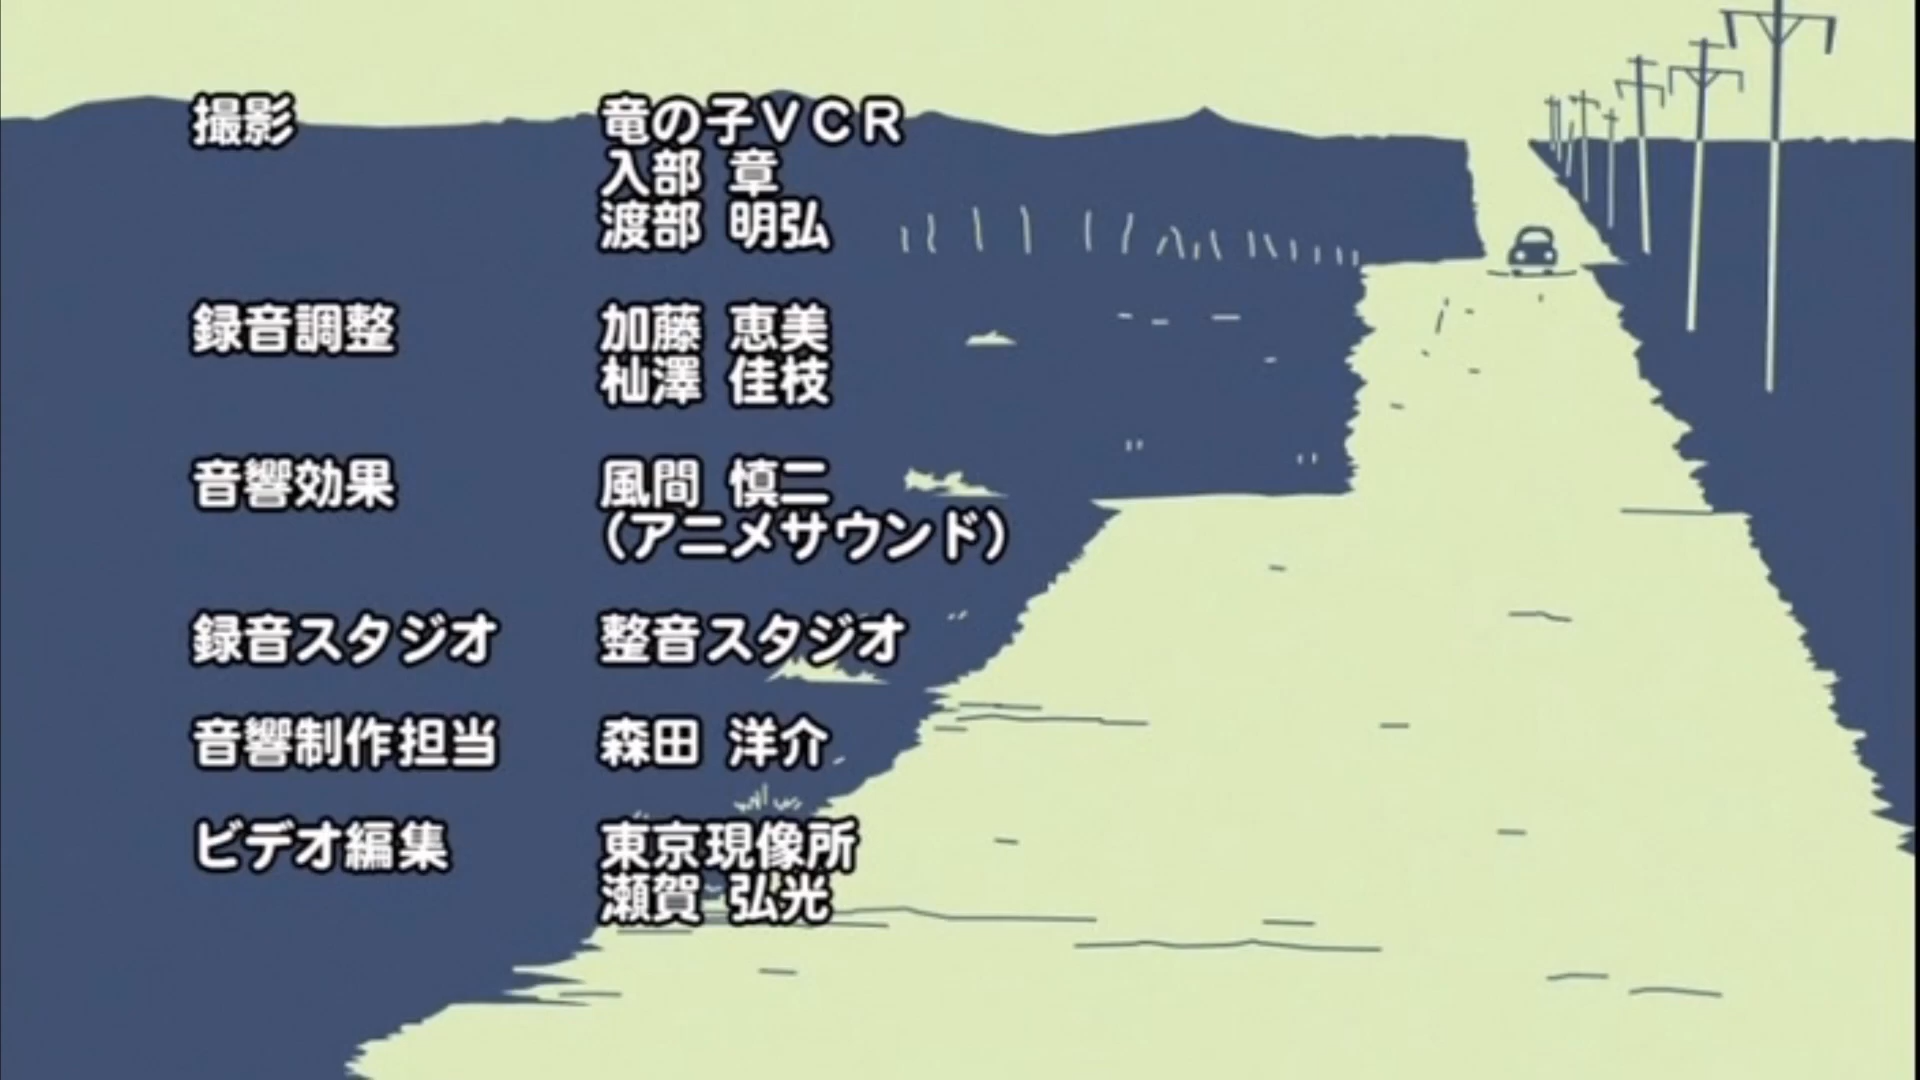 撮影 竜の子ＶＣＲ
入部 章
渡部 明弘
録音調整 加藤 恵美
杣澤 佳枝
音響効果 風間 慎二
（アニメサウンド）
録音スタジオ 整音スタジオ
音響制作担当 森田 洋介
ビデオ編集 東京現像所
瀬賀 弘光